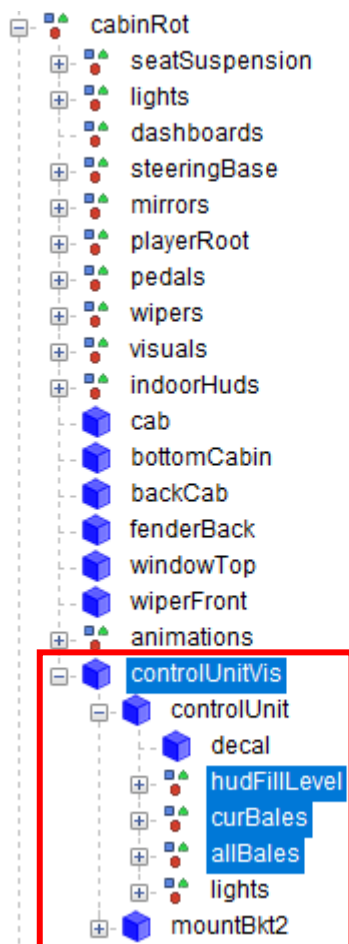 cabinRot
seatSuspension
lights
dashboards
steeringBase
mirrors
playerRoot
pedals
wipers
visuals
indoorHuds
cab
bottomCabin
backCab
fenderBack
windowTop
wiperFront
animations
controlUnitVis
controlUnit
decal
hudFillLevel
curBales
allBales
lights
mountBkt2